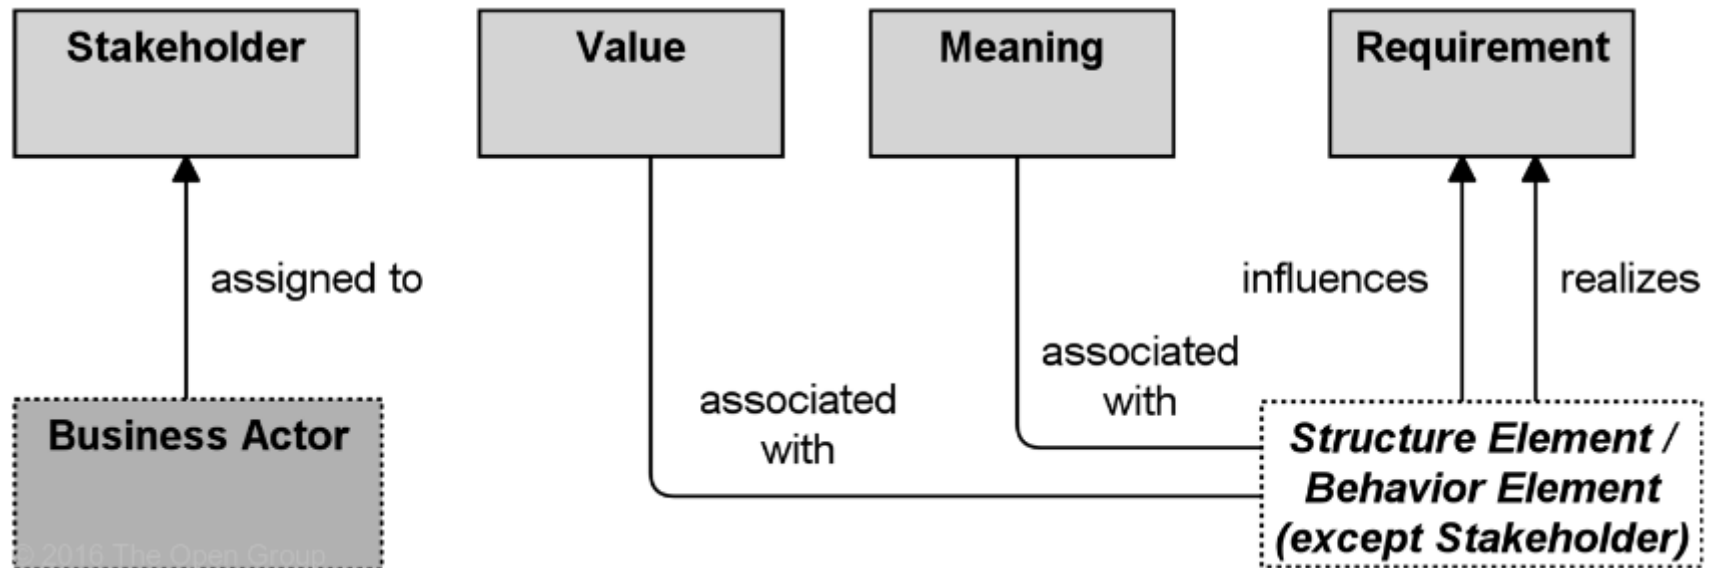 Stakeholder
Value
Meaning
Requirement
assigned to
influences
realizes
associated
with
associated
with
Business Actor
Structure Element /
Behavior Element
(except Stakeholder)
© 2016 The Open Group